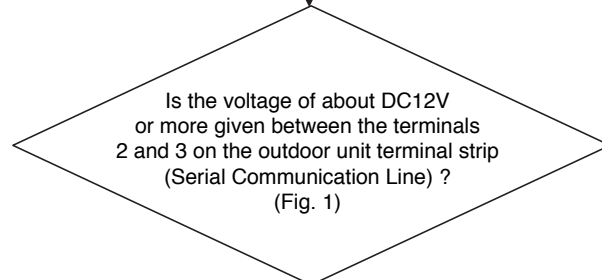 Is the voltage of about DC12V
or more given between the terminals
2 and 3 on the outdoor unit terminal strip
(Serial Communication Line) ?
(Fig. 1)